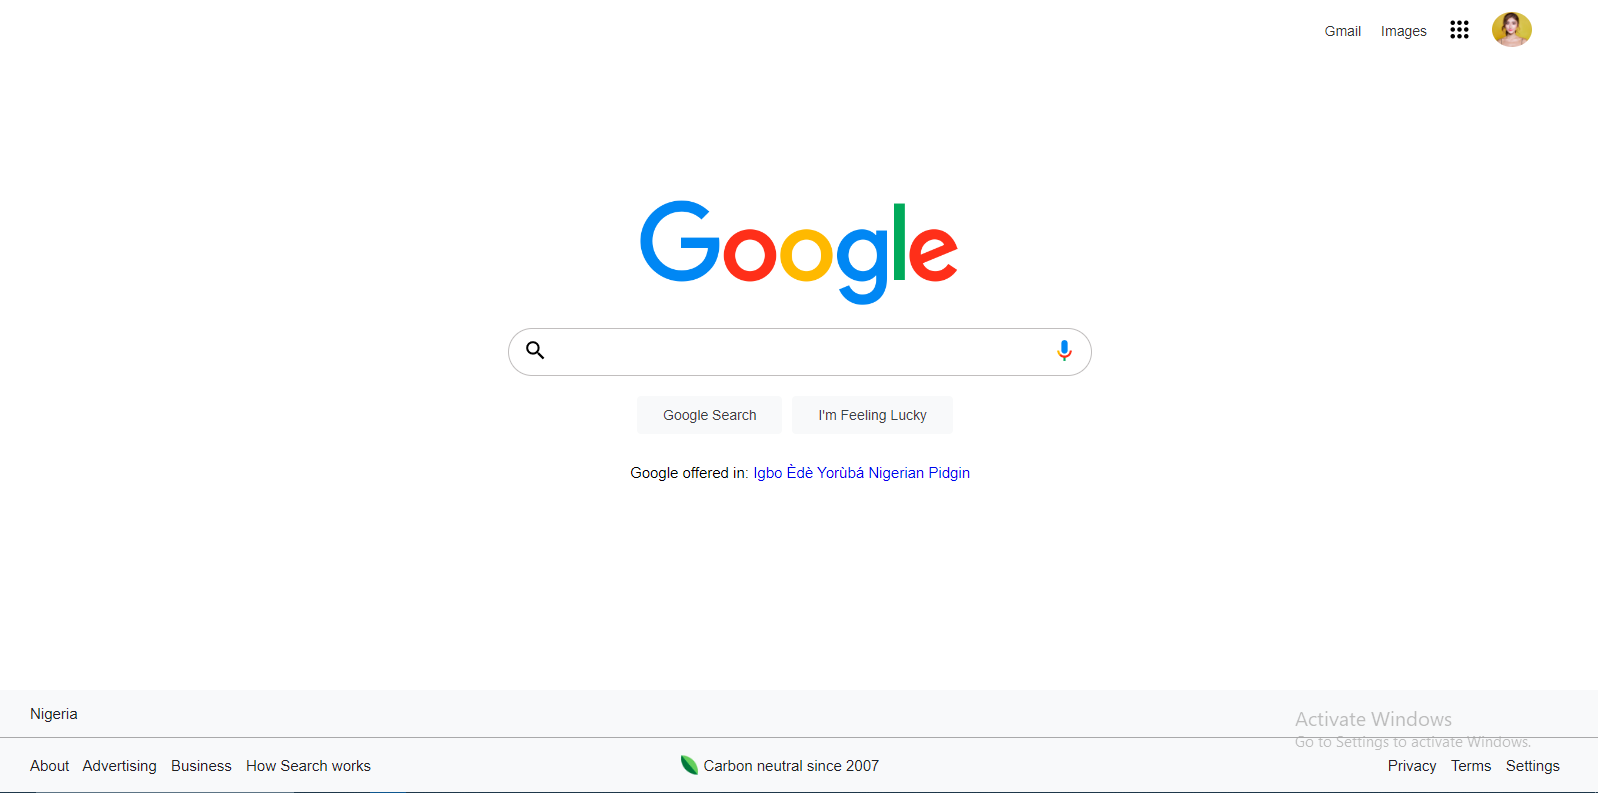 Gmail Images
Google
Google Search I'm Feeling Lucky
Google offered in: Igbo Èdè Yorùbá Nigerian Pidgin
Nigeria
Activate Windows
Go to Settings to activate Windows.
About Advertising Business How Search works Carbon neutral since 2007 Privacy Terms Settings